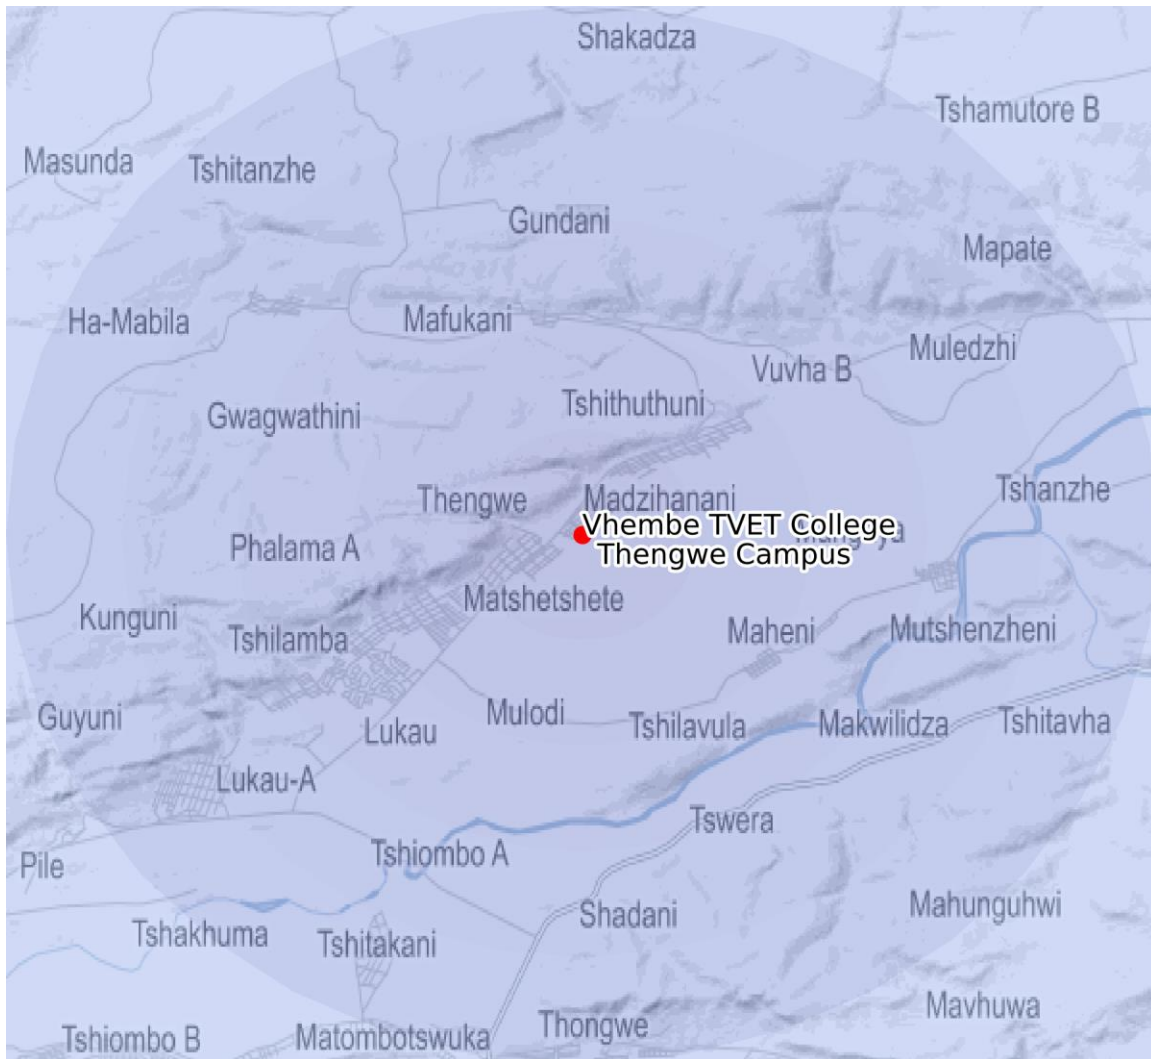 Shakadza
Tshamutore B
Masunda
Tshitanzhe
Gundani
Mapate
Ha-Mabila
Mafukani
Muledzhi
Vuvha B
Tshithuthuni
Gwagwathini
Thengwe
Madzihanani
Tshanzhe
Vhembe TVET College
Thengwe Campus
Phalama A
Matshetshete
Kunguni
Tshilamba
Maheni
Mutshenzheni
Guyuni
Lukau
Mulodi
Tshilavula
Makwilidza
Tshitavha
Lukau-A
Tswera
Pile
Tshiombo A
Shadani
Mahunguhwi
Tshakhuma
Tshitakani
Mavhuwa
Tshiombo B
Matombotswuka
Thongwe